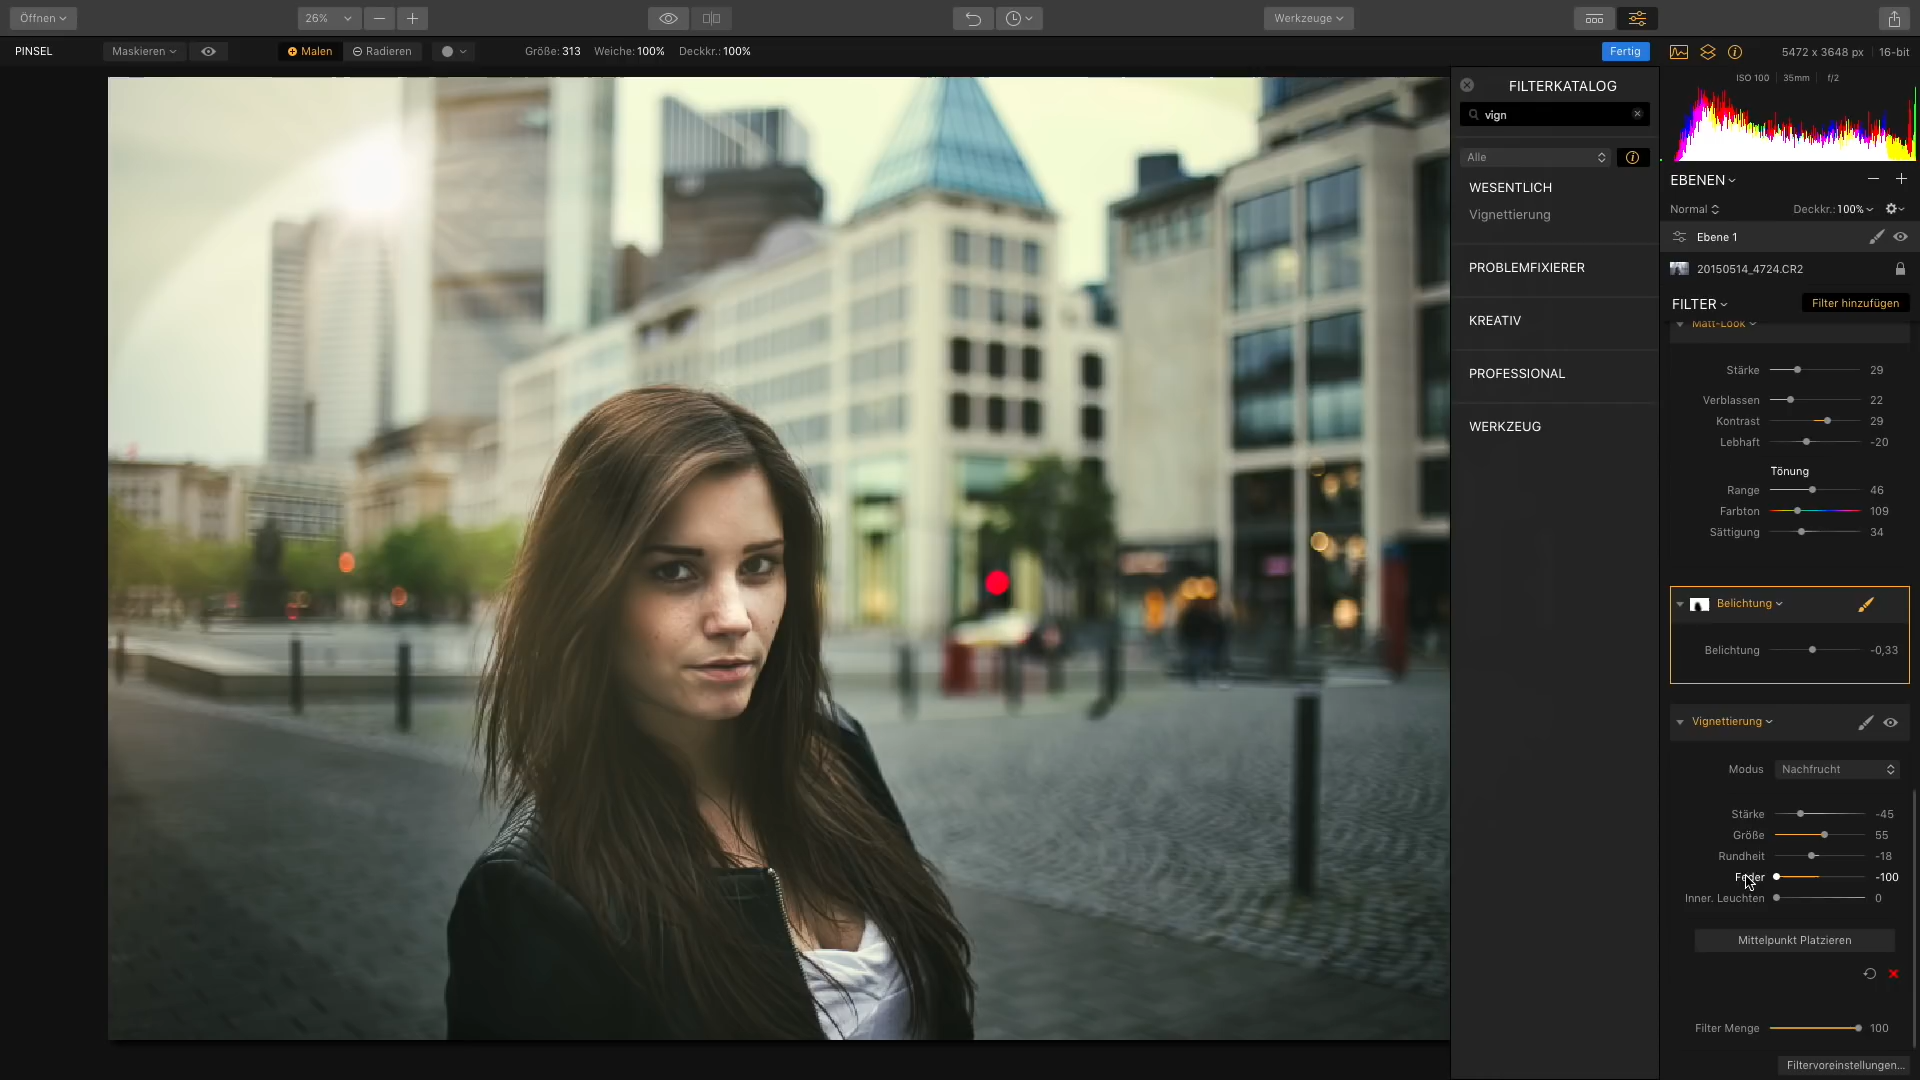 Öffnen
26%
Werkzeuge
PINSEL
Maskieren
Malen
Radieren
Größe: 313
Weiche: 100%
Deckkr.: 100%
Fertig
5472 x 3648 px
16-bit
FILTERKATALOG
vign
Alle
WESENTLICH
Vignettierung
PROBLEMFIXIERER
KREATIV
PROFESSIONAL
WERKZEUG
ISO 100
35mm
f/2
EBENEN
Normal
Deckkr.: 100%
Ebene 1
20150514_4724.CR2
FILTER
Filter hinzufügen
Matt-Look
Stärke 29
Verblassen 22
Kontrast 29
Lebhaft -20
Tönung
Range 46
Farbton 109
Sättigung 34
Belichtung
Belichtung -0,33
Vignettierung
Modus Nachfrucht
Stärke -45
Größe 55
Rundheit -18
Feder -100
Inner. Leuchten 0
Mittelpunkt Platzieren
Filter Menge 100
Filtervoreinstellungen...